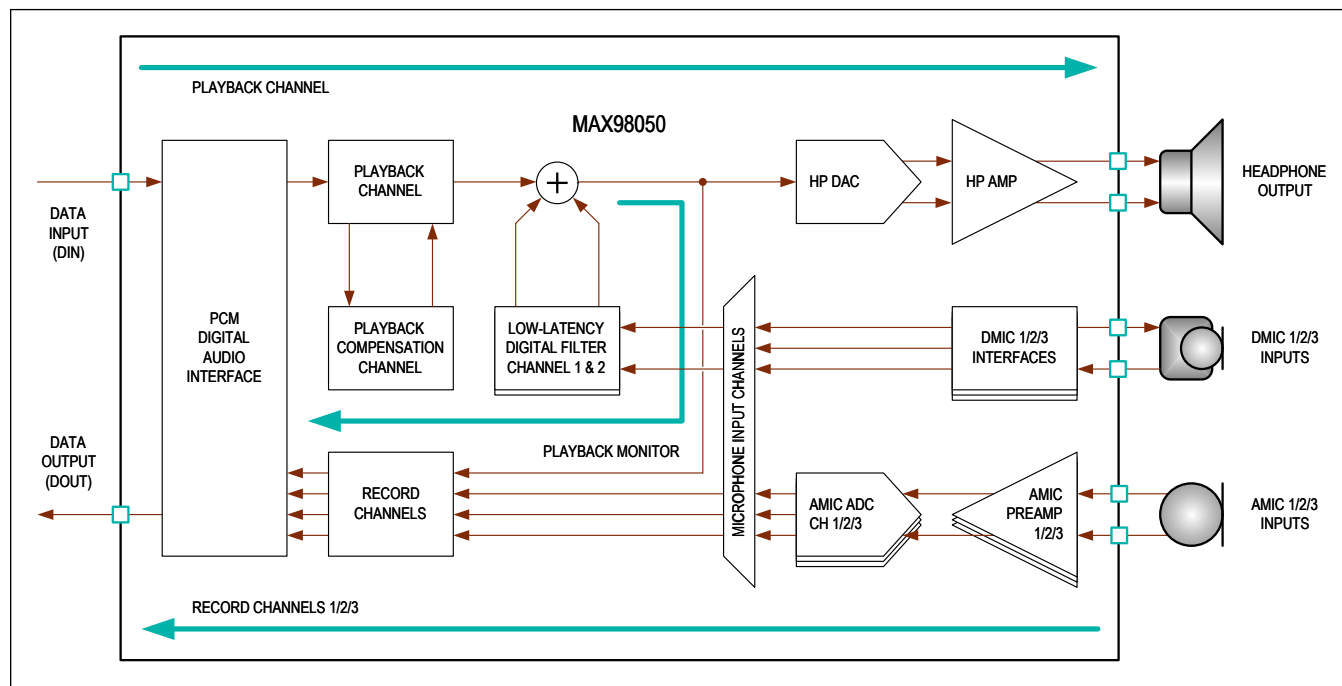 PLAYBACK CHANNEL
MAX98050
DATA
INPUT
(DIN)
PLAYBACK
CHANNEL
+
HP DAC
HP AMP
HEADPHONE
OUTPUT
PCM
DIGITAL
AUDIO
INTERFACE
PLAYBACK
COMPENSATION
CHANNEL
LOW-LATENCY
DIGITAL FILTER
CHANNEL 1 & 2
MICROPHONE INPUT CHANNELS
DMIC 1/2/3
INTERFACES
DMIC 1/2/3
INPUTS
DATA
OUTPUT
(DOUT)
PLAYBACK MONITOR
RECORD
CHANNELS
AMIC ADC
CH 1/2/3
AMIC
PREAMP
1/2/3
AMIC 1/2/3
INPUTS
RECORD CHANNELS 1/2/3